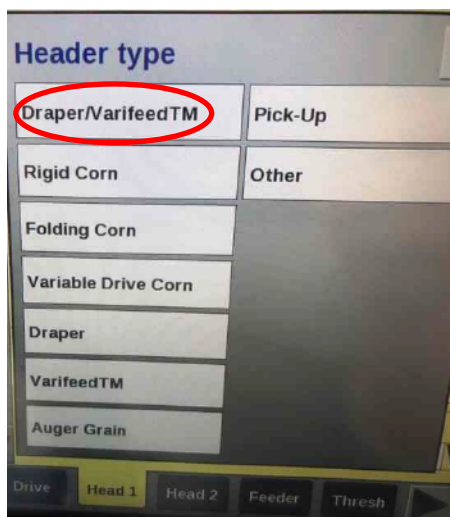 Header type
Draper/VarifeedTM
Pick-Up
Rigid Corn
Other
Folding Corn
Variable Drive Corn
Draper
VarifeedTM
Auger Grain
Drive
Head 1
Head 2
Feeder
Thresh